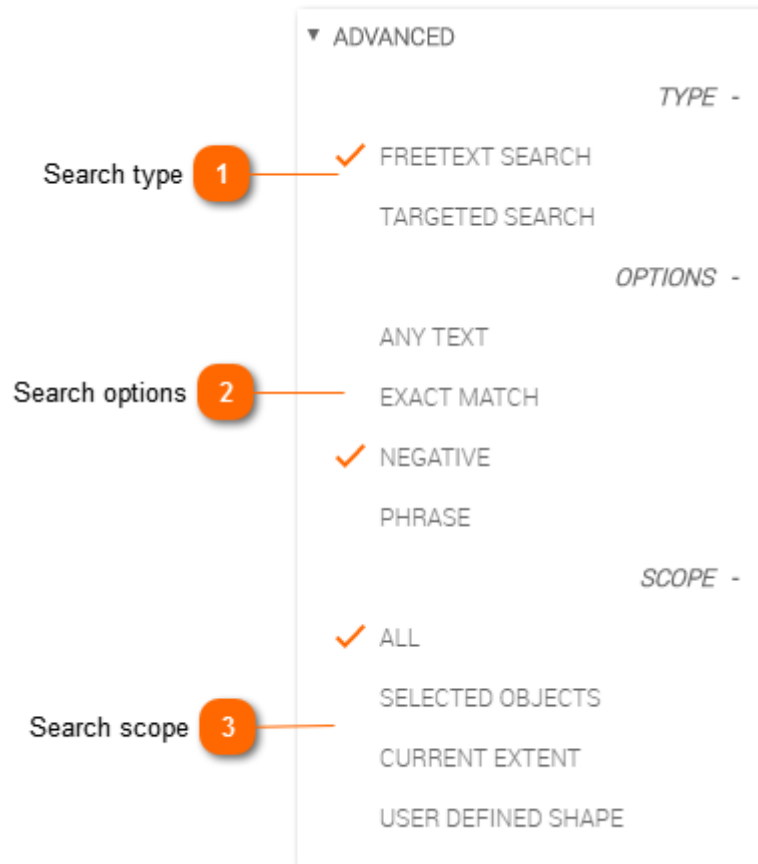 ▼ ADVANCED
TYPE -
Search type 1
✓ FREETEXT SEARCH
TARGETED SEARCH
OPTIONS -
ANY TEXT
Search options 2
EXACT MATCH
✓ NEGATIVE
PHRASE
SCOPE -
✓ ALL
SELECTED OBJECTS
Search scope 3
CURRENT EXTENT
USER DEFINED SHAPE